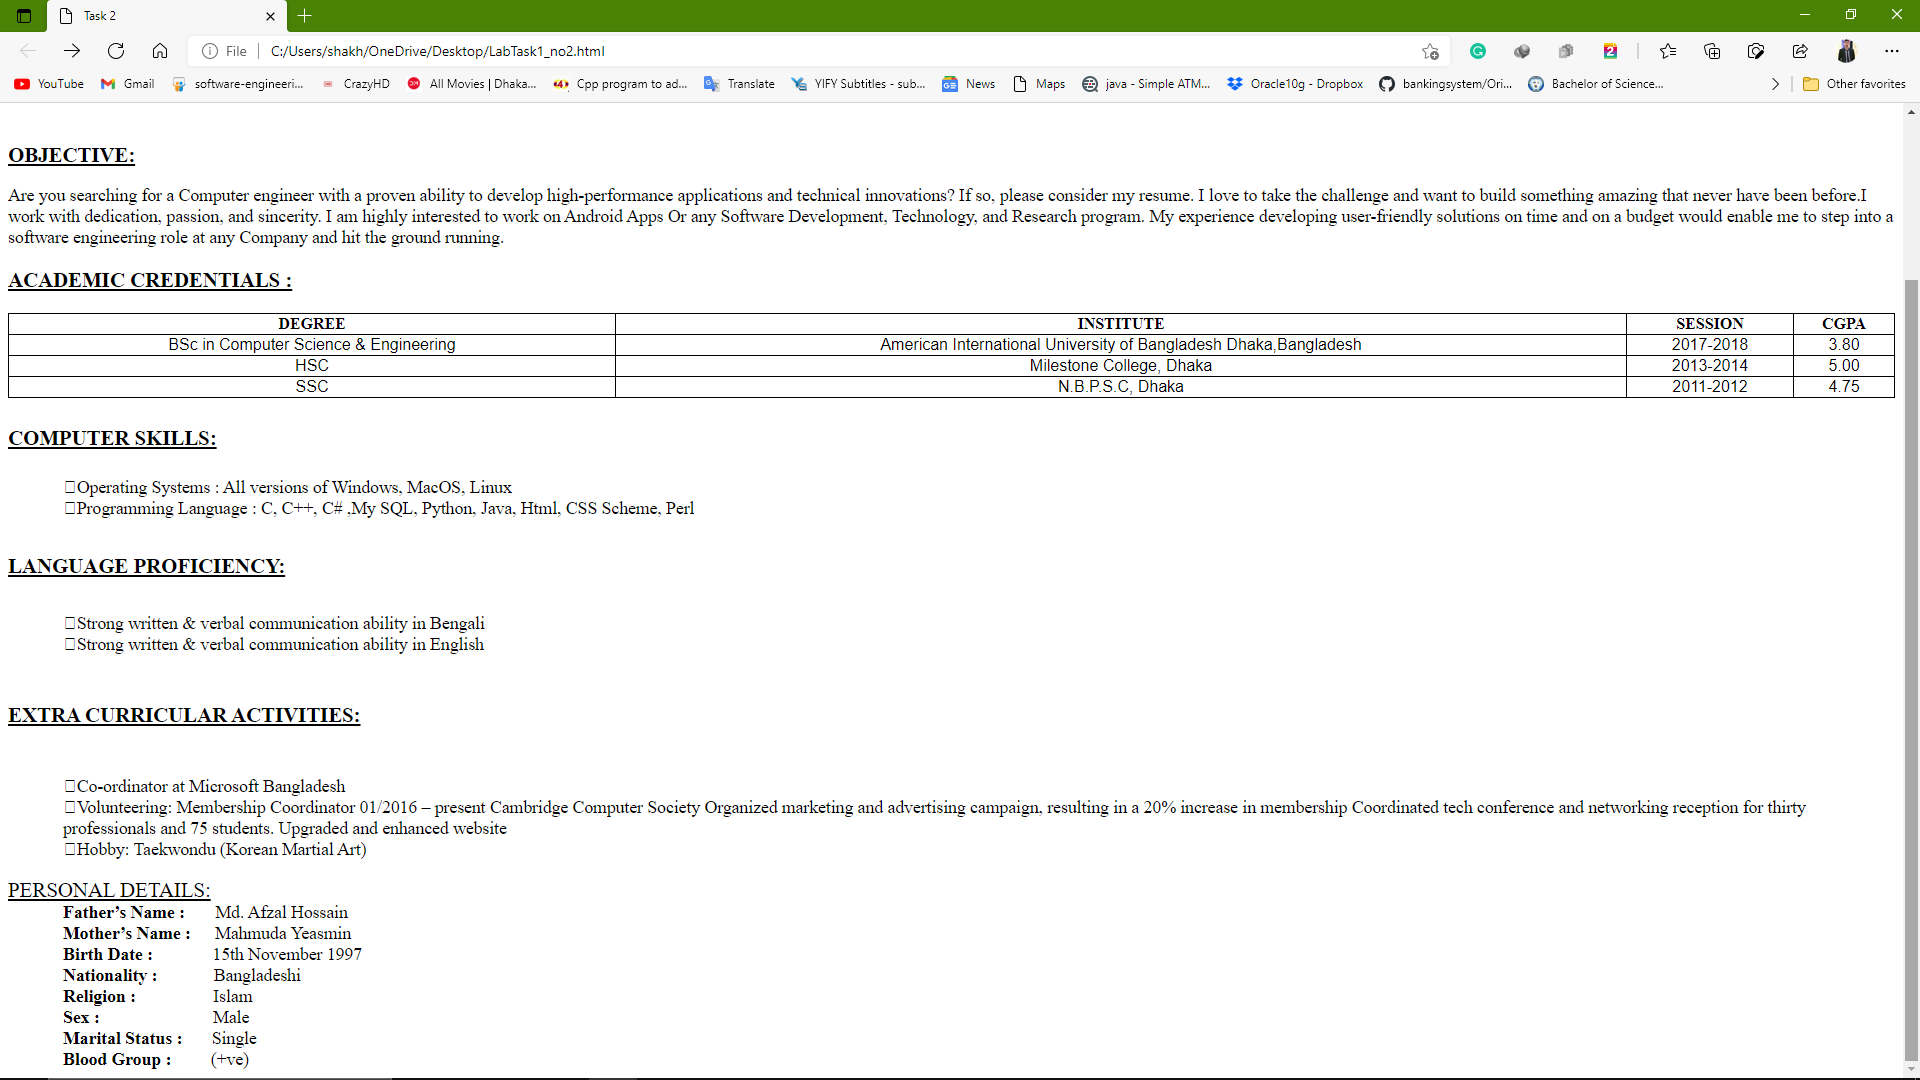 Task 2
File
C:/Users/shakh/OneDrive/Desktop/LabTask1_no2.html
YouTube
Gmail
software-engineeri...
CrazyHD
All Movies | Dhaka...
Cpp program to ad...
Translate
YIFY Subtitles - sub...
News
Maps
java - Simple ATM...
Oracle10g - Dropbox
bankingsystem/Ori...
Bachelor of Science...
Other favorites
OBJECTIVE:
Are you searching for a Computer engineer with a proven ability to develop high-performance applications and technical innovations? If so, please consider my resume. I love to take the challenge and want to build something amazing that never have been before.I
work with dedication, passion, and sincerity. I am highly interested to work on Android Apps Or any Software Development, Technology, and Research program. My experience developing user-friendly solutions on time and on a budget would enable me to step into a
software engineering role at any Company and hit the ground running.
ACADEMIC CREDENTIALS :
DEGREE INSTITUTE SESSION CGPA
BSc in Computer Science & Engineering American International University of Bangladesh Dhaka,Bangladesh 2017-2018 3.80
HSC Milestone College, Dhaka 2013-2014 5.00
SSC N.B.P.S.C, Dhaka 2011-2012 4.75
COMPUTER SKILLS:
Operating Systems : All versions of Windows, MacOS, Linux
Programming Language : C, C++, C# ,My SQL, Python, Java, Html, CSS Scheme, Perl
LANGUAGE PROFICIENCY:
Strong written & verbal communication ability in Bengali
Strong written & verbal communication ability in English
EXTRA CURRICULAR ACTIVITIES:
Co-ordinator at Microsoft Bangladesh
Volunteering: Membership Coordinator 01/2016 – present Cambridge Computer Society Organized marketing and advertising campaign, resulting in a 20% increase in membership Coordinated tech conference and networking reception for thirty
professionals and 75 students. Upgraded and enhanced website
Hobby: Taekwondu (Korean Martial Art)
PERSONAL DETAILS:
Father’s Name : Md. Afzal Hossain
Mother’s Name : Mahmuda Yeasmin
Birth Date : 15th November 1997
Nationality : Bangladeshi
Religion : Islam
Sex : Male
Marital Status : Single
Blood Group : (+ve)